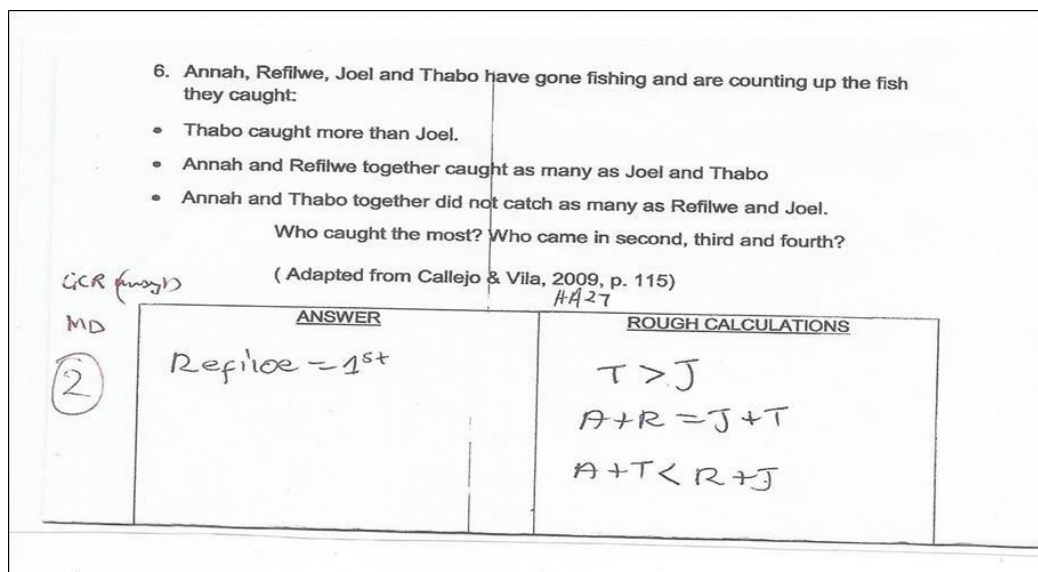 6. Annah, Refilwe, Joel and Thabo have gone fishing and are counting up the fish
they caught:
• Thabo caught more than Joel.
• Annah and Refilwe together caught as many as Joel and Thabo
• Annah and Thabo together did not catch as many as Refilwe and Joel.
Who caught the most? Who came in second, third and fourth?
( Adapted from Callejo & Vila, 2009, p. 115)
GCR
HA27
MD
ANSWER
ROUGH CALCULATIONS
2
Refiloe = 1st
T > J
A+R = J+T
A+T < R+J